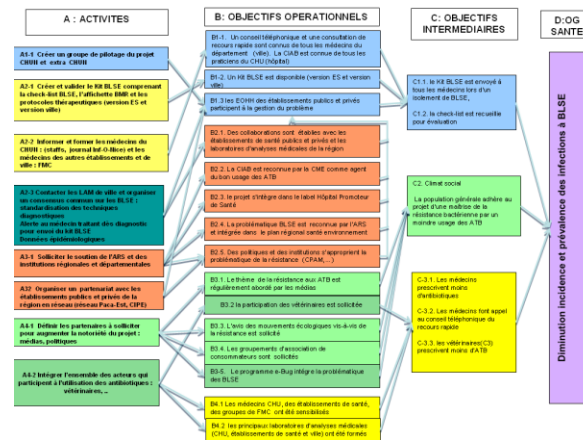 A : ACTIVITES
A1-1 Créer un groupe de pilotage du projet
CHUN et extra CHUN
A2-1 Créer et valider le Kit BLSE comprenant
la check-list BLSE, l'affichette BMR et les
protocoles thérapeutiques (version ES et
version ville)
A2-2 Informer et former les médecins du
CHUN : (staffs, journal Inf-O-Nice) et les
médecins des autres établissements et de
ville : FMC
A2-3 Contacter les LAM de ville et organiser
un consensus commun sur les BLSE :
standardisation des techniques
diagnostiques
Alerte au médecin traitant dès diagnostic
pour envoi du kit BLSE
Données épidémiologiques
A3-1 Solliciter le soutien de l'ARS et
des institutions régionales et départementales
A32 Organiser un partenariat avec les
établissements publics et privés de la
région en réseau (réseau Paca-Est, CIPE)
A4-1 Définir les partenaires à solliciter
pour augmenter la notoriété du projet :
médias, politiques
A4-2 Intégrer l'ensemble des acteurs qui
participent à l'utilisation des antibiotiques :
vétérinaires, ..
B: OBJECTIFS OPERATIONNELS
B1-1. Un conseil téléphonique et une consultation de
recours rapide sont connus de tous les médecins du
département (ville). La CIAB est connue de tous les
praticiens du CHU (hôpital)
B1-2. Un Kit BLSE est disponible (version ES et version
ville)
B1.3 les EOHH des établissements publics et privés
participent à la gestion du problème
B2.1. Des collaborations sont établies avec les
établissements de santé publics et privés et les
laboratoires d'analyses médicales de la région
B2.2. La CIAB est reconnue par la CME comme agent
du bon usage des ATB
B2.3. le projet s'intègre dans le label Hôpital Promoteur
de Santé
B2.4. La problématique BLSE est reconnue par l'ARS
et intégrée dans le plan régional santé environnement
B2.5. Des politiques et des institutions s'approprient la
problématique de la résistance (CPAM,...)
B3.1. Le thème de la résistance aux ATB est
régulièrement abordé par les médias
B3.2 la participation des vétérinaires est sollicitée
B3.3. L'avis des mouvements écologiques vis-à-vis de
la résistance est sollicité
B3.4. Les groupements d'association de
consommateurs sont sollicités
B3-5. Le programme e-Bug intègre la problématique
des BLSE
B4.1 Les médecins CHU, des établissements de santé,
des groupes de FMC ont été sensibilisés
B4.2. les principaux laboratoires d'analyses médicales
(CHU, établissements de santé et ville) ont été formés
C: OBJECTIFS
INTERMEDIAIRES
C1.1. le Kit BLSE est envoyé à
tous les médecins lors d'un
isolement de BLSE,
C1.2. la check-list est recueillie
pour évaluation
C2. Climat social
La population générale adhère au
projet d'une maîtrise de la
résistance bactérienne par un
moindre usage des ATB
C-3.1. Les médecins
prescrivent moins
d'antibiotiques
C-3.2. Les médecins font appel
au conseil téléphonique du
recours rapide
C-3.3. les vétérinaires(C3)
prescrivent moins d'ATB
D:OG
SANTE
Diminution incidence et prévalence des infections à BLSE